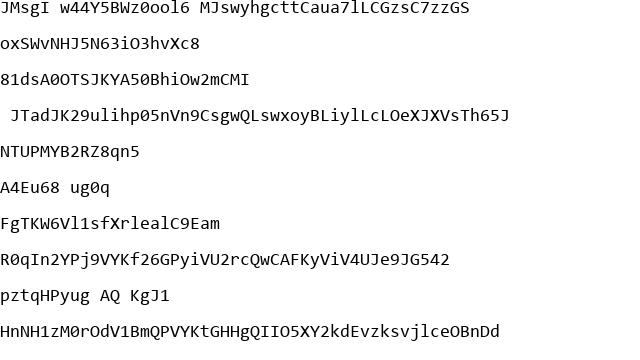 JMsgI w44Y5BWz0ool6 MJswyhgcttCaua7lLCGzsC7zzGS
oxSWvNHJ5N63iO3hvXc8
81dsA0OTSJKYA50BhiOw2mCMI
JTadJK29ulihp05nVn9CsgwQLswxoyBLiylLcLOeXJXVsTh65J
NTUPMYB2RZ8qn5
A4Eu68 ug0q
FgTKW6Vl1sfXrlealC9Eam
R0qIn2YPj9VYKf26GPyiVU2rcQwCAFKyViV4UJe9JG542
pztqHPyug AQ KgJ1
HnNH1zM0rOdV1BmQPVYKtGHHgQIIO5XY2kdEvzksvjlceOBnDd